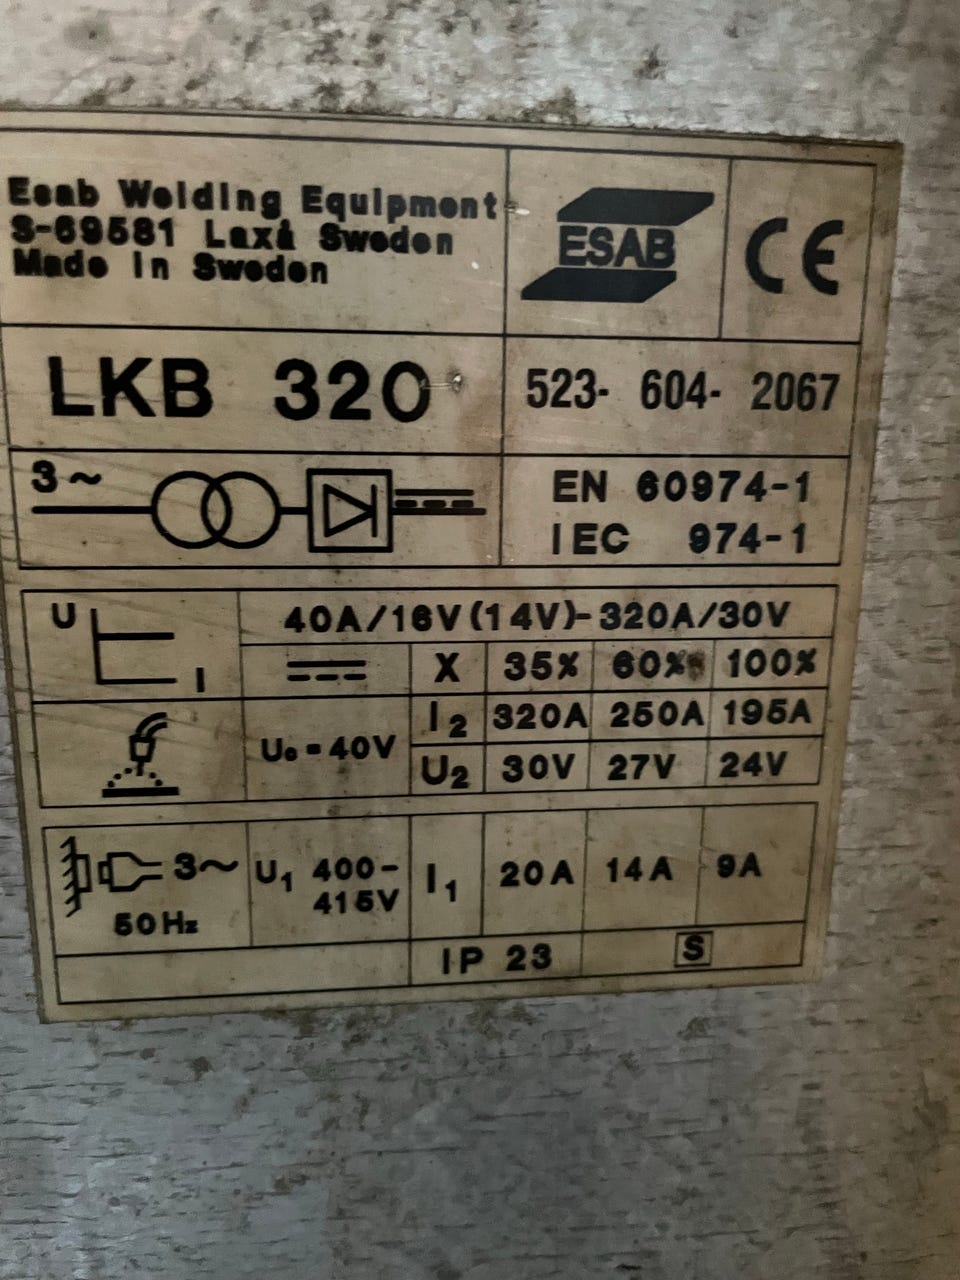 Esab Welding Equipment
S-69581 Laxå Sweden
Made in Sweden
ESAB
CE
LKB 320
523- 604- 2067
3~
EN 60974-1
IEC 974-1
U
I
40A/16V(14V)-320A/30V
X 35% 60% 100%
U₀=40V
I₂ 320A 250A 195A
U₂ 30V 27V 24V
3~
50Hz
U₁ 400-
415V
I₁ 20A 14A 9A
IP 23
S